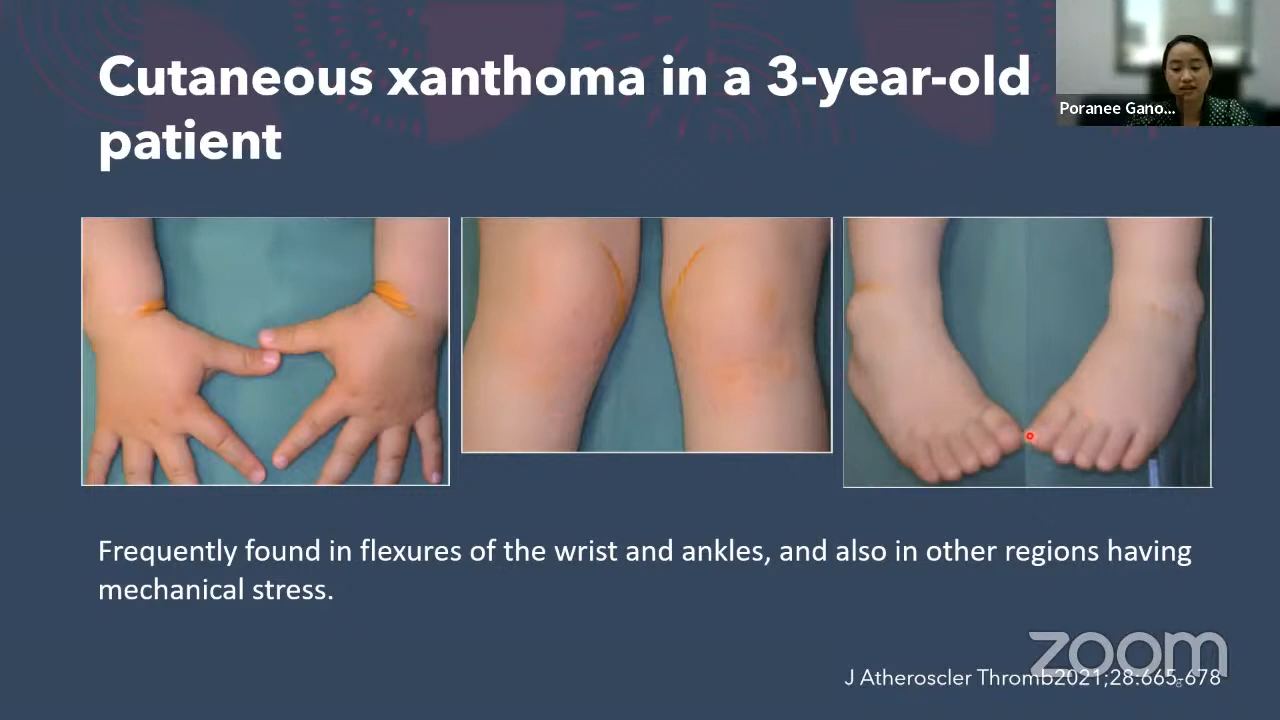 Cutaneous xanthoma in a 3-year-old
patient
Poranee Gano...
Frequently found in flexures of the wrist and ankles, and also in other regions having
mechanical stress.
zoom
J Atheroscler Thromb2021;28:665-678
8